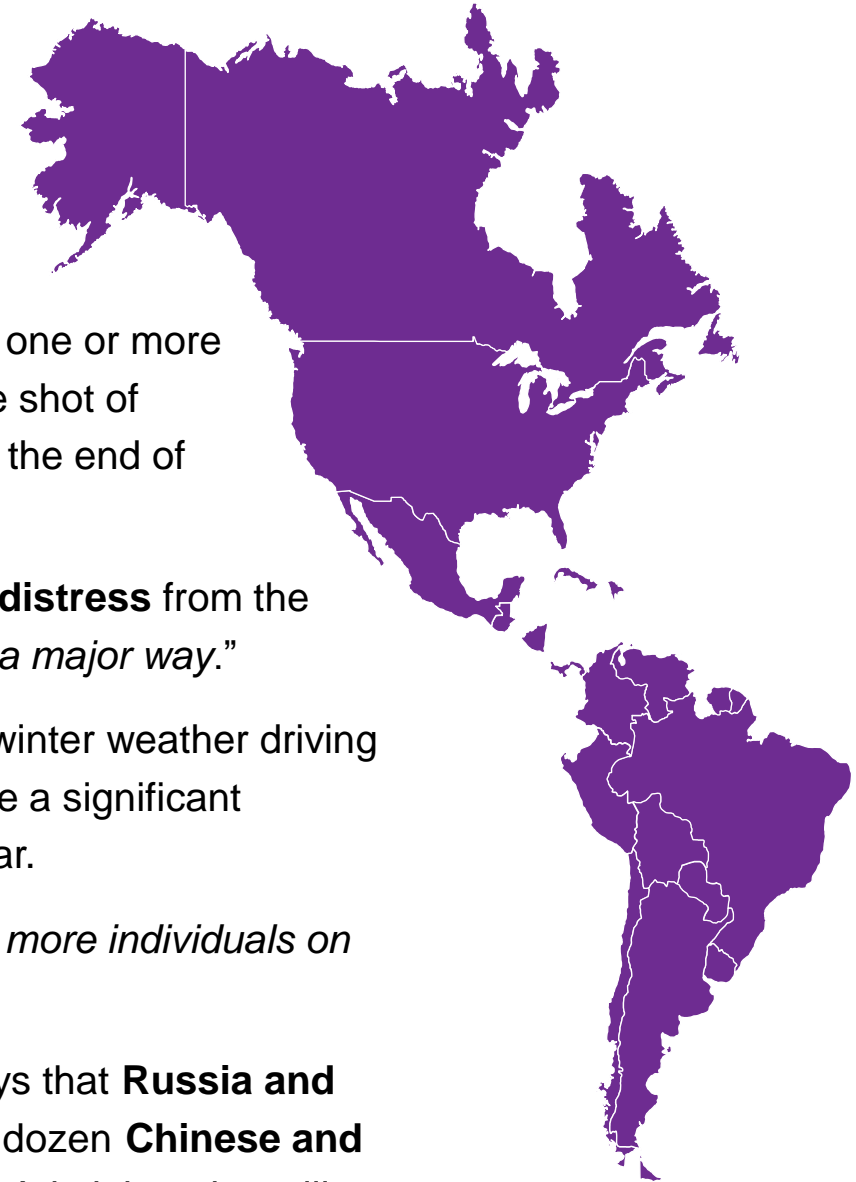 one or more
e shot of
the end of
distress from the
a major way.”
winter weather driving
e a significant
ar.
more individuals on
ys that Russia and
dozen Chinese and